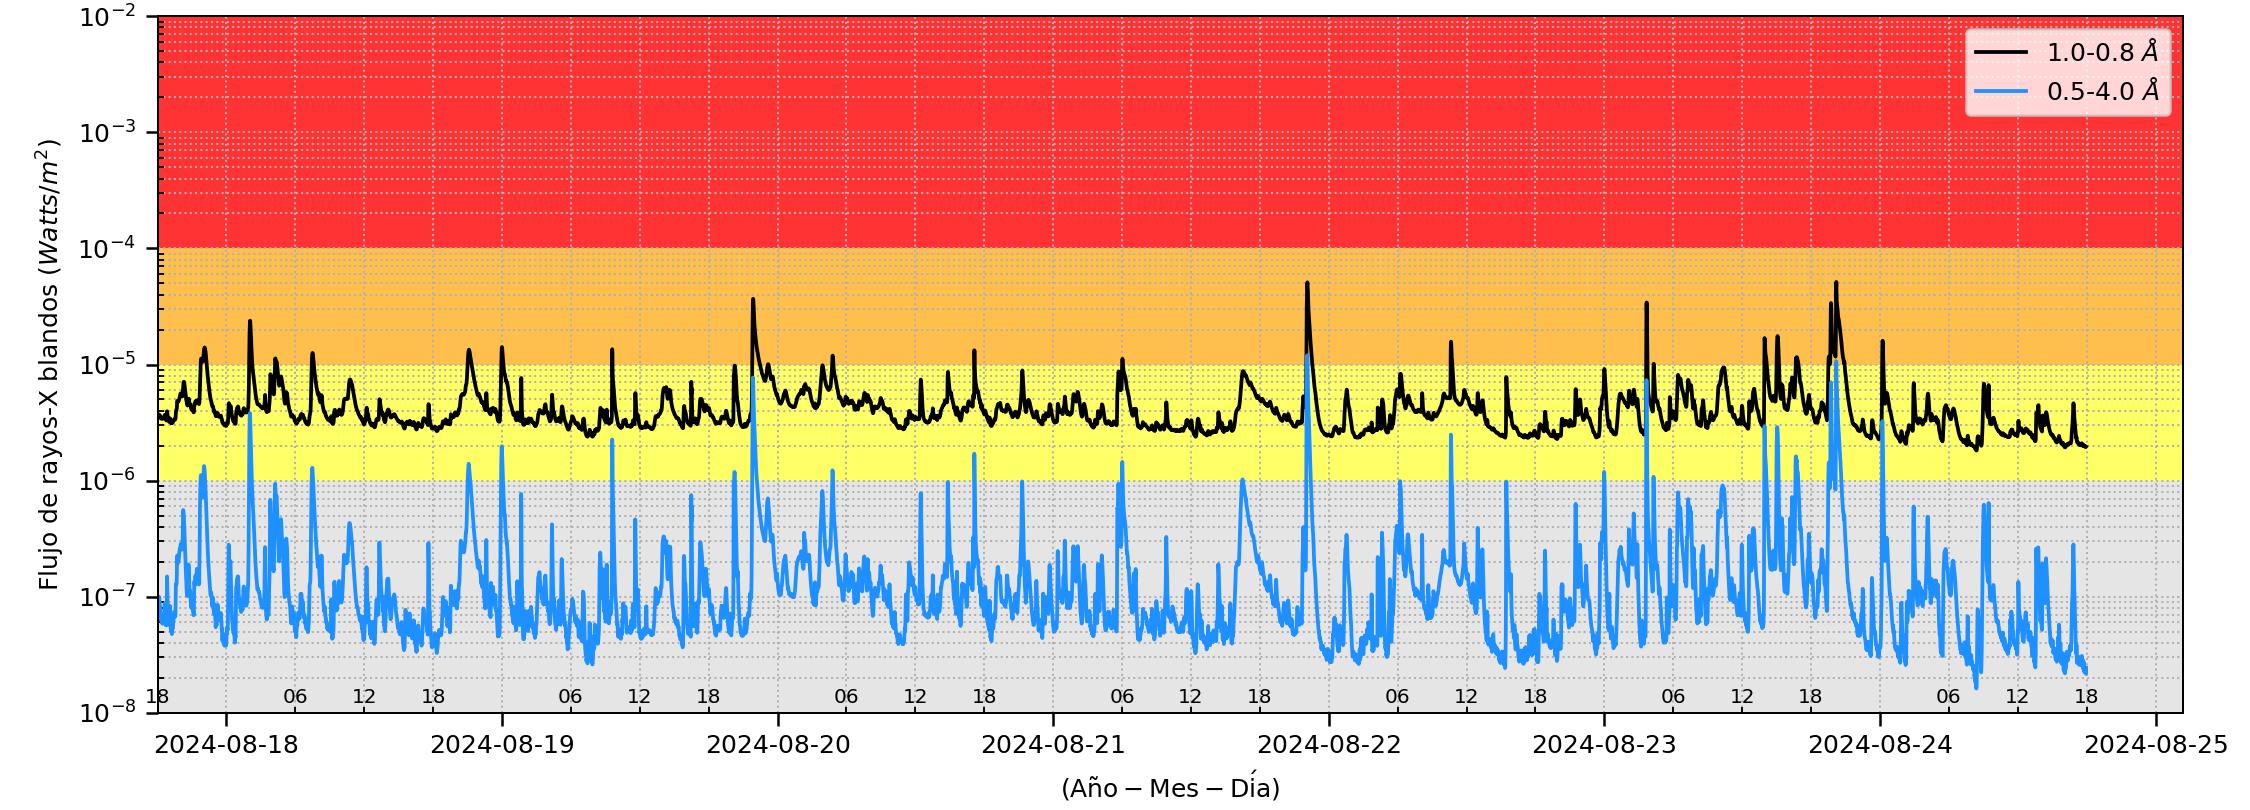 10⁻²
10⁻³
10⁻⁴
10⁻⁵
10⁻⁶
10⁻⁷
10⁻⁸
Flujo de rayos-X blandos (Watts/m²)
1.0-0.8 Å
0.5-4.0 Å
18 06 12 18 06 12 18 06 12 18 06 12 18 06 12 18 06 12 18 06 12 18
2024-08-18 2024-08-19 2024-08-20 2024-08-21 2024-08-22 2024-08-23 2024-08-24 2024-08-25
(Año − Mes − Día)